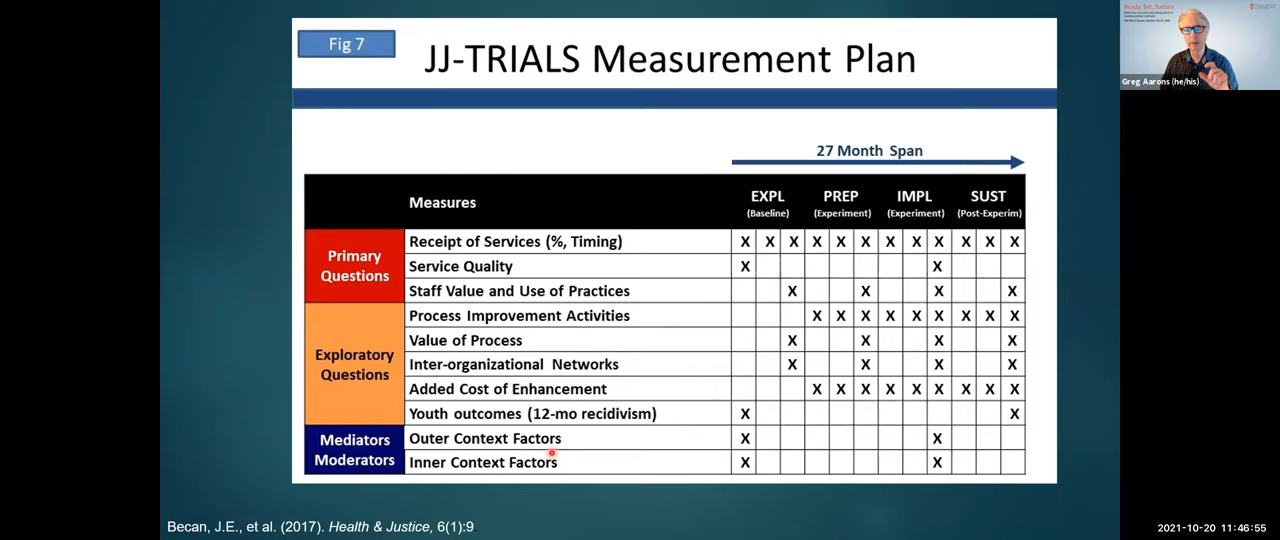 Fig 7
JJ-TRIALS Measurement Plan
27 Month Span
Measures EXPL PREP IMPL SUST
(Baseline) (Experiment) (Experiment) (Post-Experim)
Primary Questions
Receipt of Services (%, Timing) X X X X X X X X X X X X
Service Quality X X
Staff Value and Use of Practices X X X X
Exploratory Questions
Process Improvement Activities X X X X X X X X X
Value of Process X X X X
Inter-organizational Networks X X X X
Added Cost of Enhancement X X X X X X X X X
Youth outcomes (12-mo recidivism) X X
Mediators Moderators
Outer Context Factors X X
Inner Context Factors X X
Becan, J.E., et al. (2017). Health & Justice, 6(1):9
Ready, Set, Sustain
Greg Aarons (he/his)
2021-10-20 11:46:55